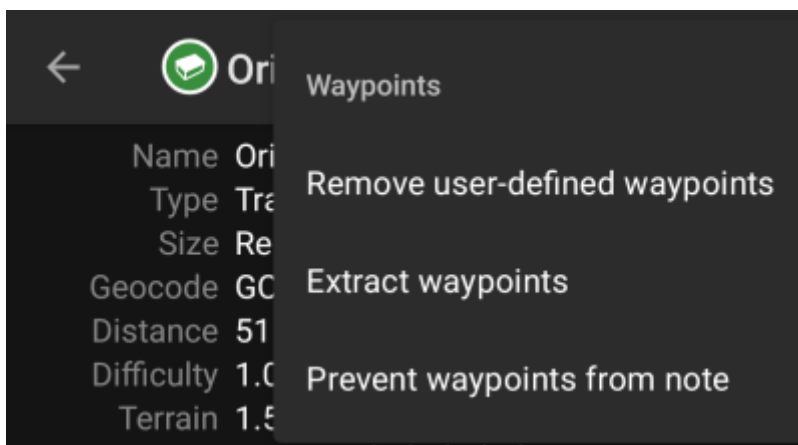 Ori
Waypoints
Name Ori
Type Tra
Size Re
Geocode GC
Distance 51
Difficulty 1.0
Terrain 1.5
Remove user-defined waypoints
Extract waypoints
Prevent waypoints from note